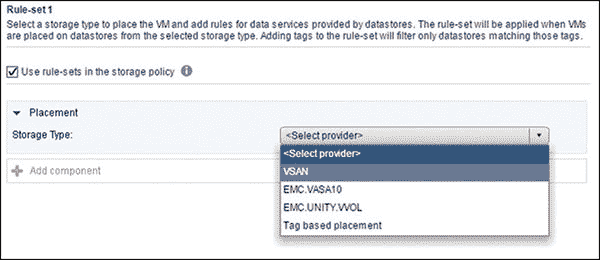 Rule-set 1
Select a storage type to place the VM and add rules for data services provided by datastores. The rule-set will be applied when VMs
are placed on datastores from the selected storage type. Adding tags to the rule-set will filter only datastores matching those tags.
Use rule-sets in the storage policy
Placement
Storage Type:
<Select provider>
<Select provider>
VSAN
Add component
EMC.VASA10
EMC.UNITY.VVOL
Tag based placement